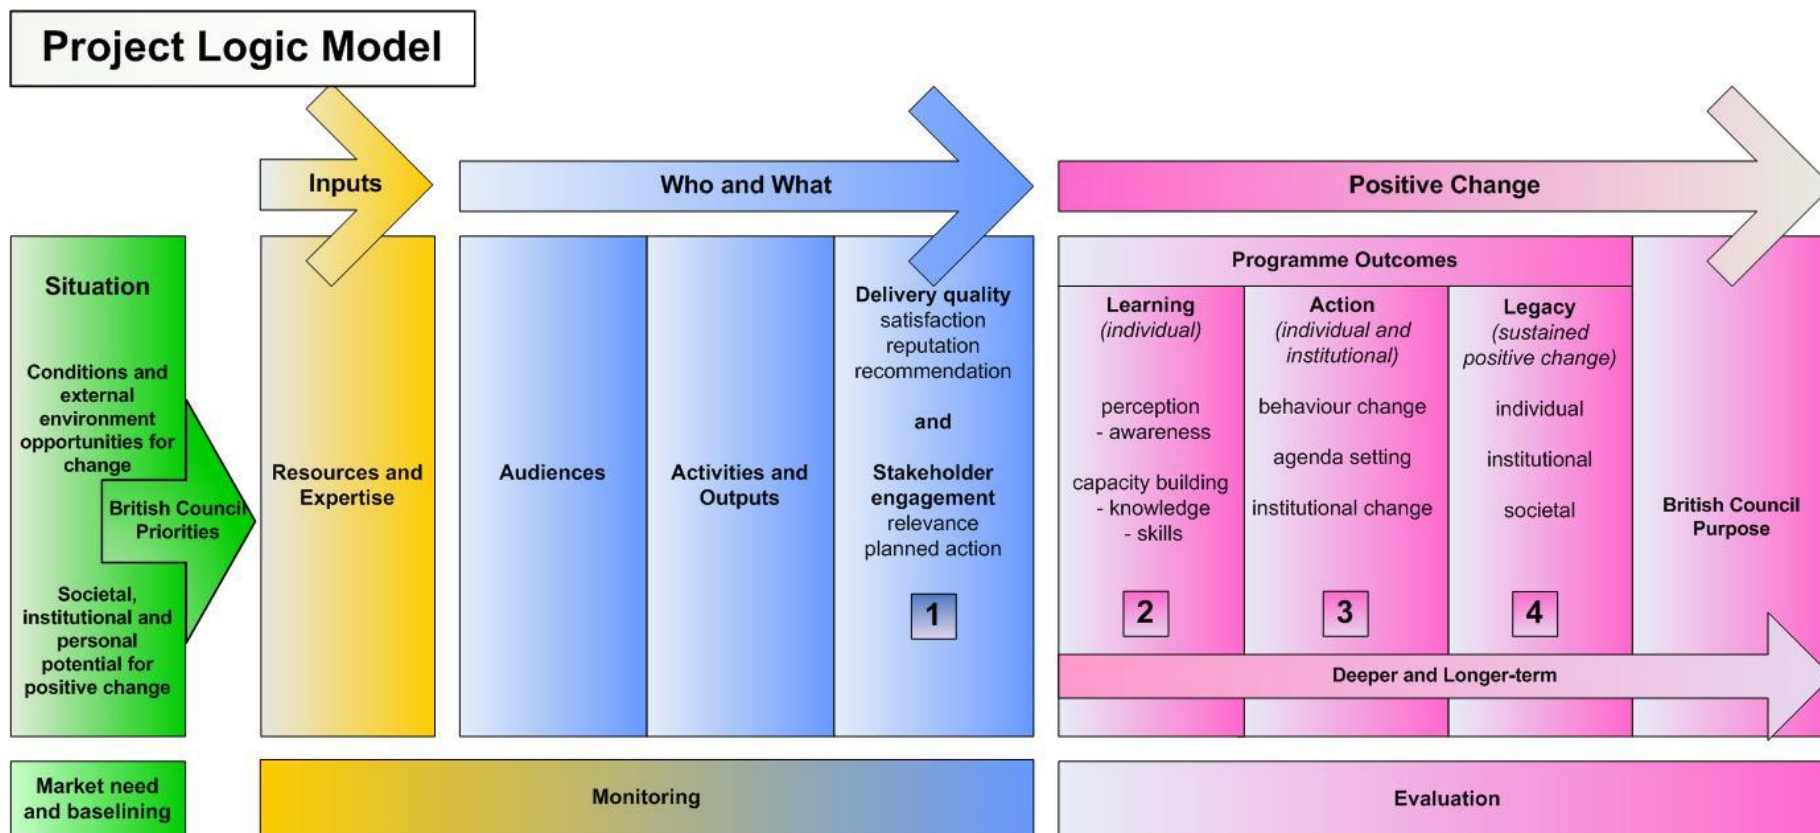 Project Logic Model
Inputs
Who and What
Positive Change
Situation
Conditions and
external
environment
opportunities for
change
British Council
Priorities
Societal,
institutional and
personal
potential for
positive change
Resources and
Expertise
Audiences
Activities and
Outputs
Delivery quality
satisfaction
reputation
recommendation
and
Stakeholder
engagement
relevance
planned action
1
Programme Outcomes
Learning
(individual)
perception
- awareness
capacity building
- knowledge
- skills
2
Action
(individual and
institutional)
behaviour change
agenda setting
institutional change
3
Legacy
(sustained
positive change)
individual
institutional
societal
4
British Council
Purpose
Deeper and Longer-term
Market need
and baselining
Monitoring
Evaluation